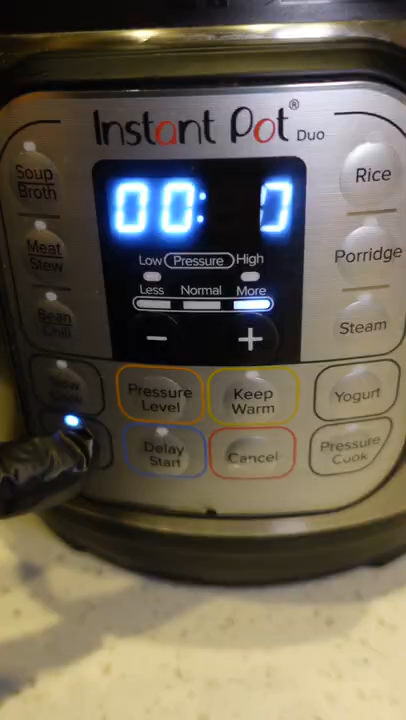 Instant Pot® Duo
Soup
Broth
Rice
00:
Meat
Stew
Porridge
Low Pressure High
Less Normal More
Bean
Chili
Steam
− +
Slow
Pressure
Level
Keep
Warm
Yogurt
Delay
Start
Cancel
Pressure
Cook